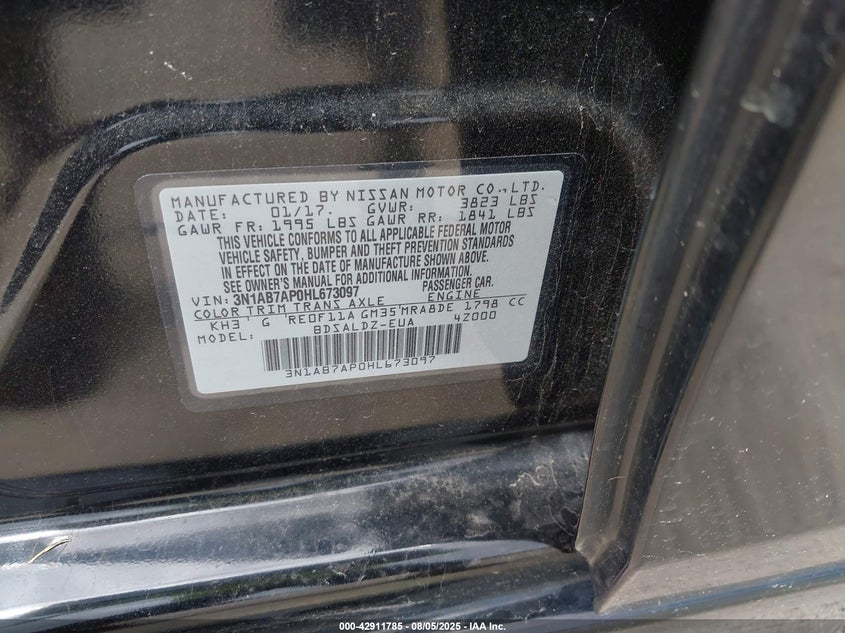 MANUFACTURED BY NISSAN MOTOR CO., LTD.
DATE: 01/17. GVWR: 3823 LBS
GAWR FR: 1995 LBS GAWR RR: 1841 LBS
THIS VEHICLE CONFORMS TO ALL APPLICABLE FEDERAL MOTOR
VEHICLE SAFETY, BUMPER AND THEFT PREVENTION STANDARDS
IN EFFECT ON THE DATE OF MANUFACTURE SHOWN ABOVE.
SEE OWNER'S MANUAL FOR ADDITIONAL INFORMATION.
VIN: 3N1AB7AP0HL673097 PASSENGER CAR.
COLOR TRIM TRANS AXLE ENGINE
KH3' G 'RE0F11A GM35'MRA8DE 1798 CC
MODEL: BDSALDZ-EUA 4Z000
3N1AB7AP0HL673097
000-42911785 - 08/05/2025 - IAA Inc.